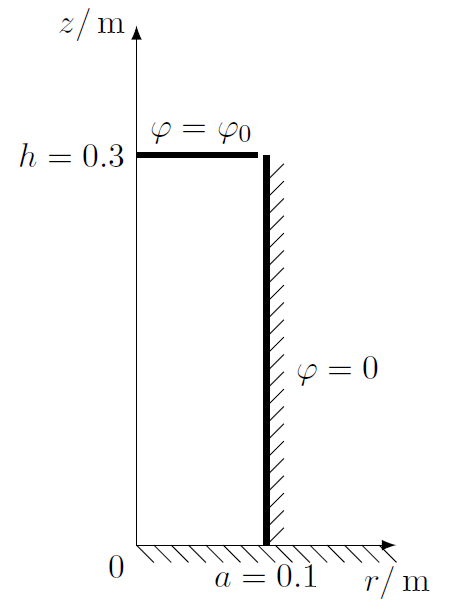 z/ m
φ = φ₀
h = 0.3
φ = 0
0
a = 0.1
r/ m